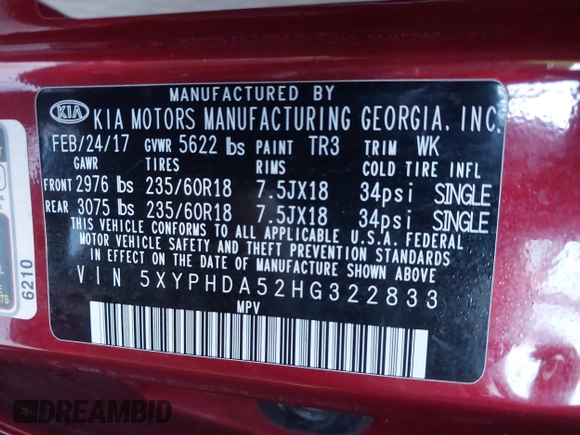 MANUFACTURED BY
KIA KIA MOTORS MANUFACTURING GEORGIA, INC.
FEB/24/17 GVWR 5622 lbs PAINT TR3 TRIM WK
GAWR TIRES RIMS COLD TIRE INFL
FRONT 2976 lbs 235/60R18 7.5JX18 34psi SINGLE
REAR 3075 lbs 235/60R18 7.5JX18 34psi SINGLE
THIS VEHICLE CONFORMS TO ALL APPLICABLE U.S.A. FEDERAL
MOTOR VEHICLE SAFETY AND THEFT PREVENTION STANDARDS
IN EFFECT ON THE DATE OF MANUFACTURE SHOWN ABOVE.
VIN 5XYPHDA52HG322833
MPV
6210
DREAMBID